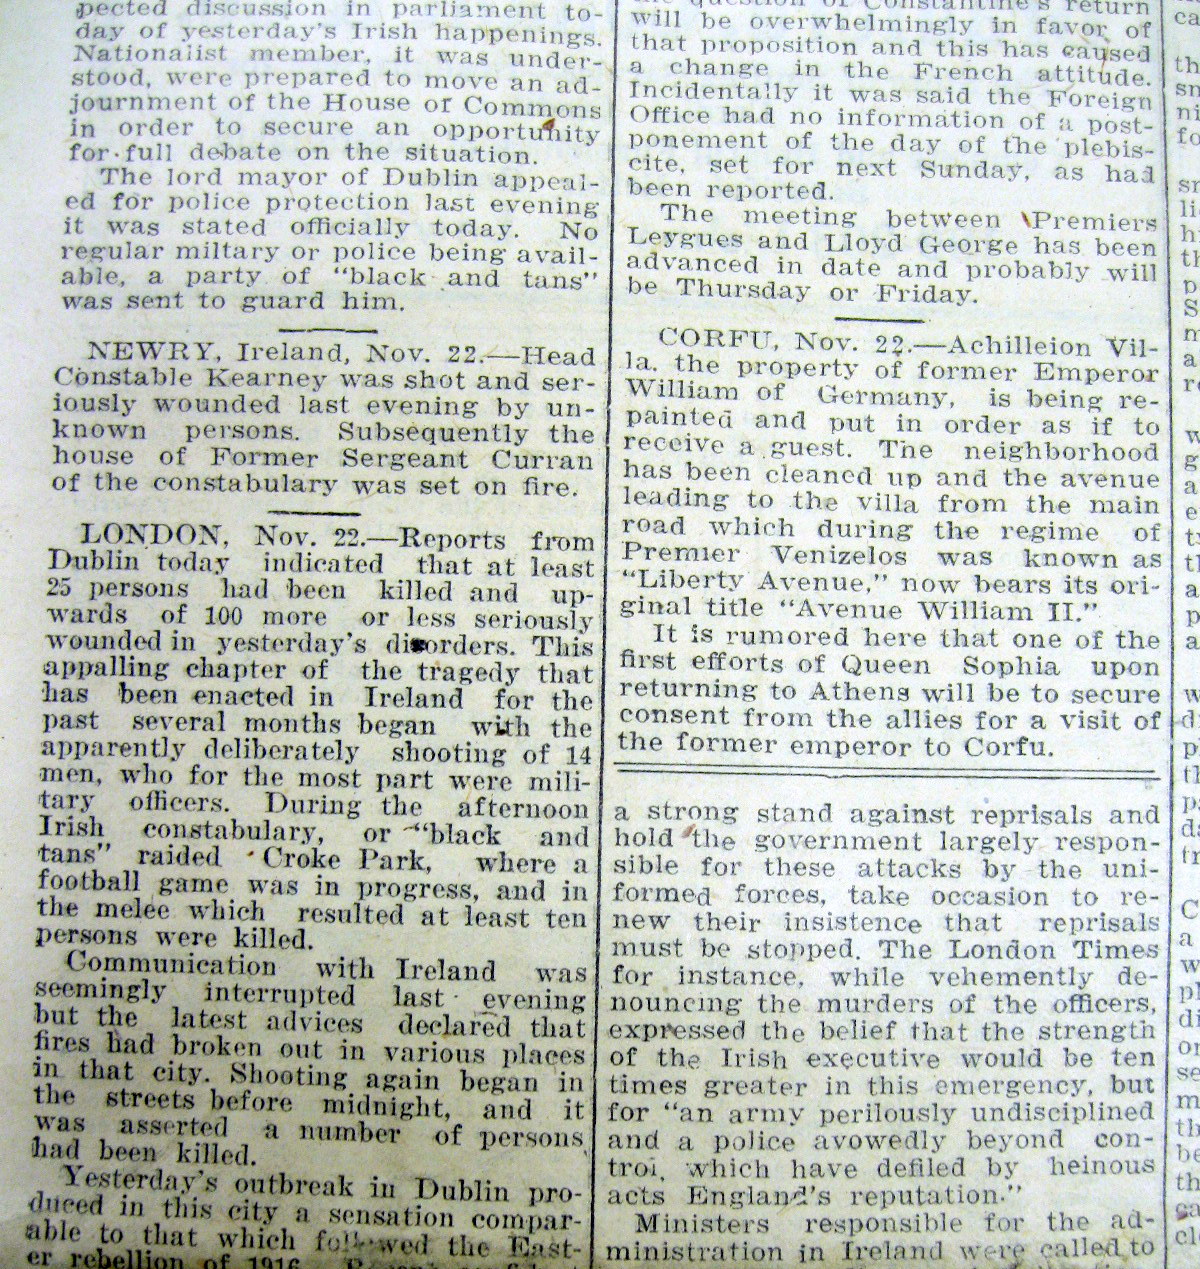 pected discussion in parliament to-
day of yesterday's Irish happenings.
Nationalist member, it was under-
stood, were prepared to move an ad-
journment of the House of Commons
in order to secure an opportunity
for full debate on the situation.
The lord mayor of Dublin appeal-
ed for police protection last evening
it was stated officially today. No
regular miltary or police being avail-
able, a party of "black and tans"
was sent to guard him.
NEWRY, Ireland, Nov. 22.—Head
Constable Kearney was shot and ser-
iously wounded last evening by un-
known persons. Subsequently the
house of Former Sergeant Curran
of the constabulary was set on fire.
LONDON, Nov. 22.—Reports from
Dublin today indicated that at least
25 persons had been killed and up-
wards of 100 more or less seriously
wounded in yesterday's disorders. This
appalling chapter of the tragedy that
has been enacted in Ireland for the
past several months began with the
apparently deliberately shooting of 14
men, who for the most part were mili-
tary officers. During the afternoon
Irish constabulary, or "black and
tans" raided Croke Park, where a
football game was in progress, and in
the melee which resulted at least ten
persons were killed.
Communication with Ireland was
seemingly interrupted last evening
but the latest advices declared that
fires had broken out in various places
in that city. Shooting again began in
the streets before midnight, and it
was asserted a number of persons
had been killed.
Yesterday's outbreak in Dublin pro-
duced in this city a sensation compar-
able to that which followed the East-
er rebellion of 1916.
question of Constantine's return
will be overwhelmingly in favor of
that proposition and this has caused
a change in the French attitude.
Incidentally it was said the Foreign
Office had no information of a post-
ponement of the day of the plebis-
cite, set for next Sunday, as had
been reported.
The meeting between Premiers
Leygues and Lloyd George has been
advanced in date and probably will
be Thursday or Friday.
CORFU, Nov. 22.—Achilleion Vil-
la, the property of former Emperor
William of Germany, is being re-
painted and put in order as if to
receive a guest. The neighborhood
has been cleaned up and the avenue
leading to the villa from the main
road which during the regime of
Premier Venizelos was known as
"Liberty Avenue," now bears its ori-
ginal title "Avenue William II."
It is rumored here that one of the
first efforts of Queen Sophia upon
returning to Athens will be to secure
consent from the allies for a visit of
the former emperor to Corfu.
a strong stand against reprisals and
hold the government largely respon-
sible for these attacks by the uni-
formed forces, take occasion to re-
new their insistence that reprisals
must be stopped. The London Times
for instance, while vehemently de-
nouncing the murders of the officers,
expressed the belief that the strength
of the Irish executive would be ten
times greater in this emergency, but
for "an army perilously undisciplined
and a police avowedly beyond con-
troi, which have defiled by heinous
acts England's reputation."
Ministers responsible for the ad-
ministration in Ireland were called to